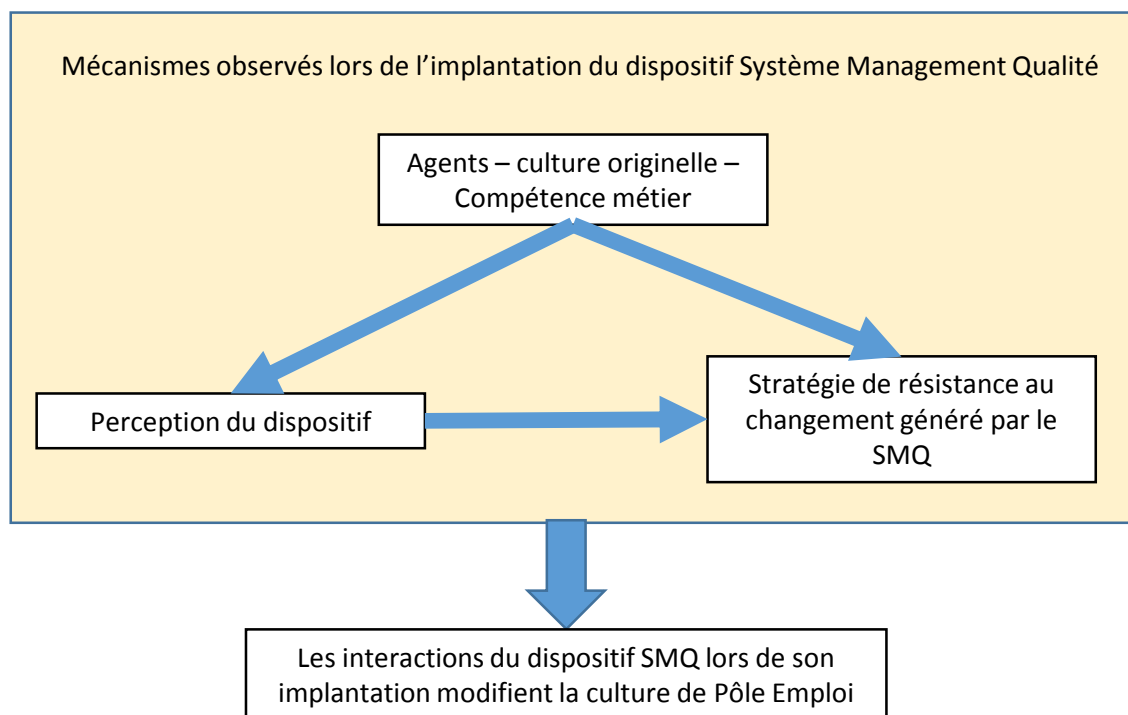 Mécanismes observés lors de l’implantation du dispositif Système Management Qualité
Agents – culture originelle –
Compétence métier
Perception du dispositif
Stratégie de résistance au
changement généré par le
SMQ
Les interactions du dispositif SMQ lors de son
implantation modifient la culture de Pôle Emploi